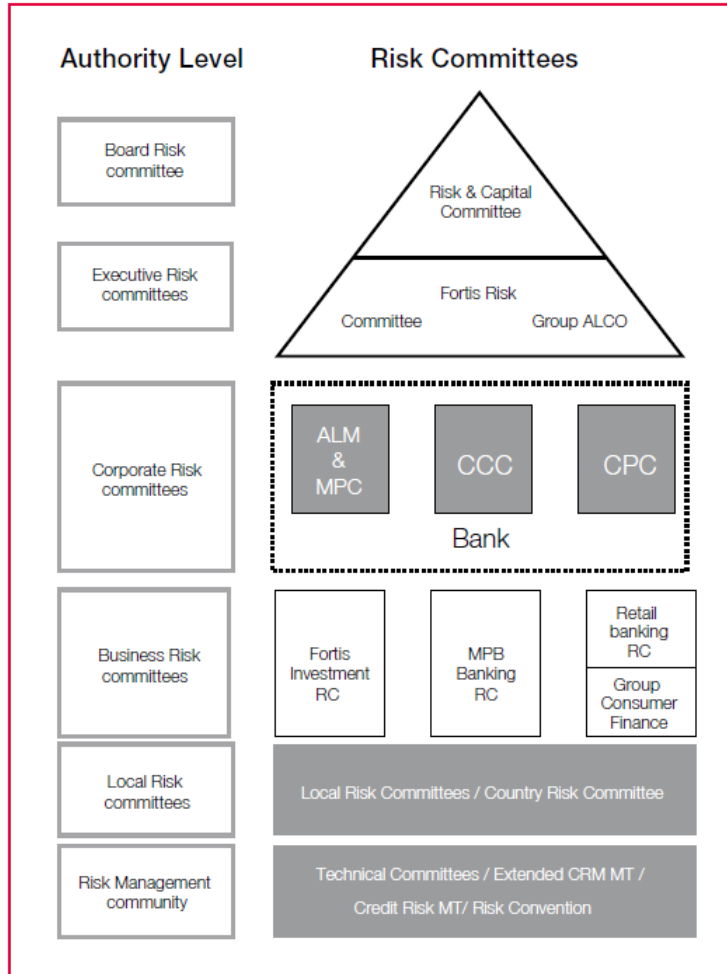 Authority Level
Risk Committees
Board Risk
committee
Risk & Capital
Committee
Executive Risk
committees
Fortis Risk
Committee
Group ALCO
Corporate Risk
committees
ALM
&
MPC
CCC
CPC
Bank
Business Risk
committees
Fortis
Investment
RC
MPB
Banking
RC
Retail
banking
RC
Group
Consumer
Finance
Local Risk
committees
Local Risk Committees / Country Risk Committee
Risk Management
community
Technical Committees / Extended CRM MT /
Credit Risk MT/ Risk Convention